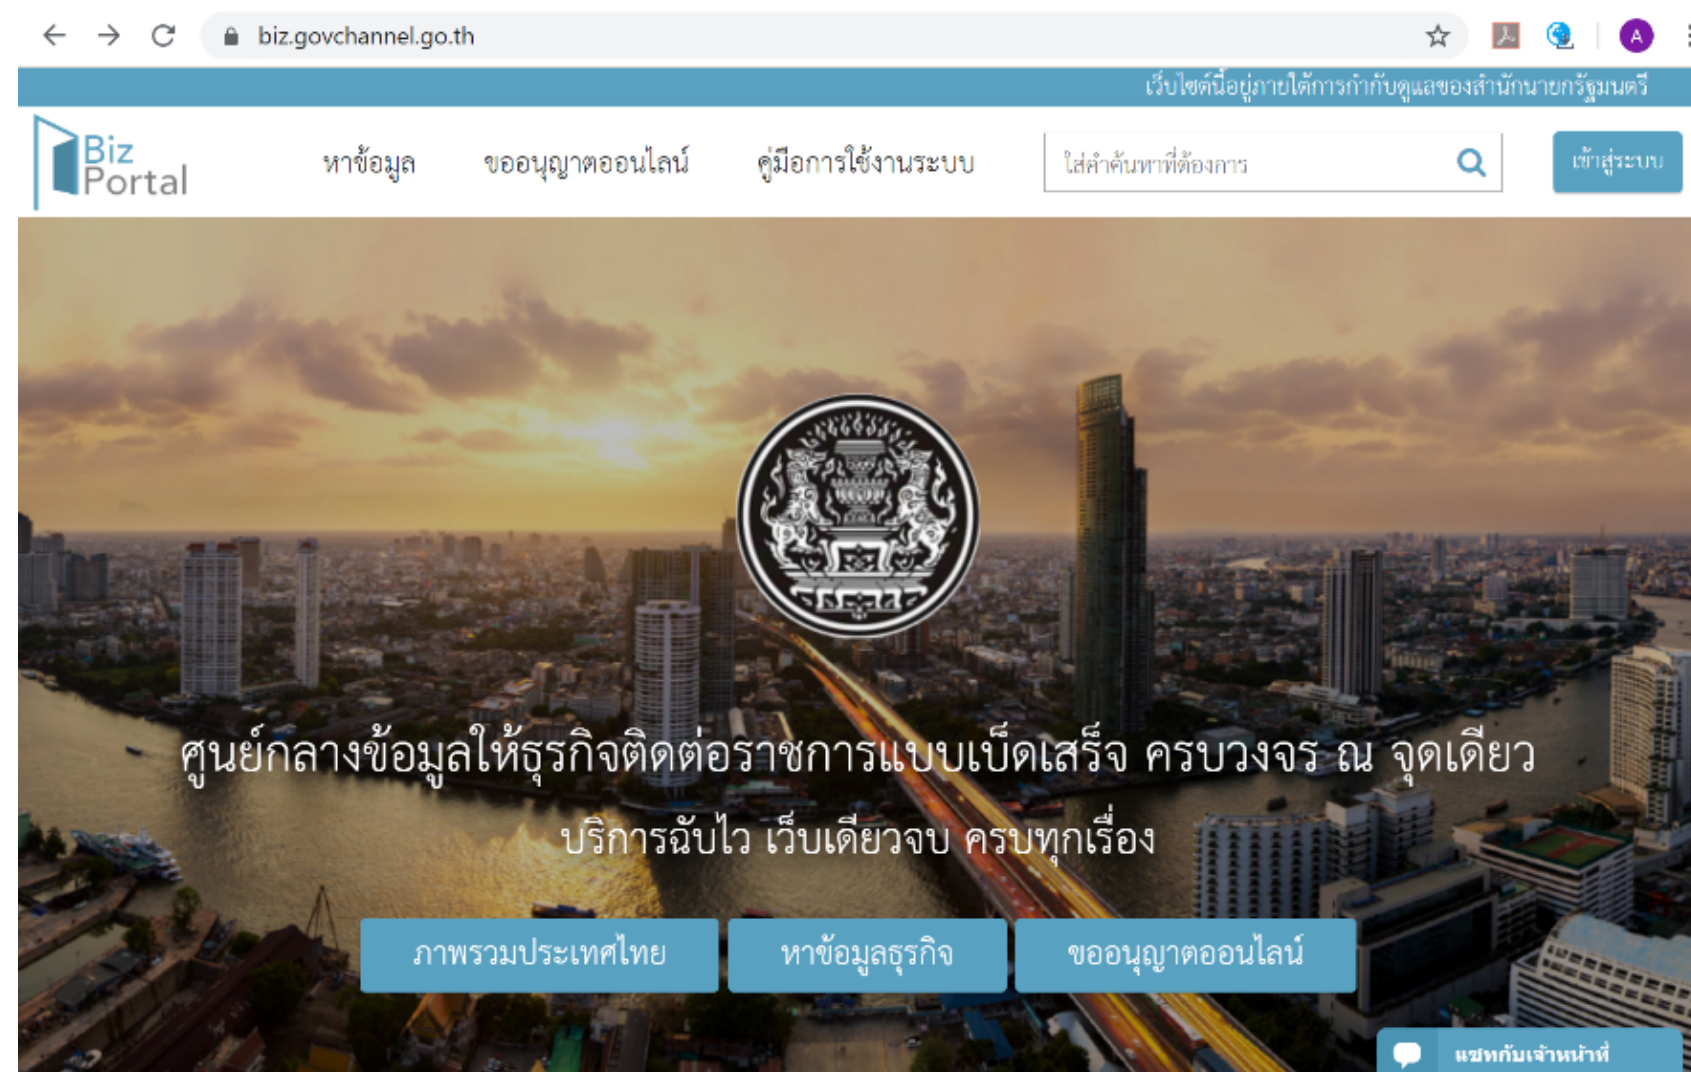 biz.govchannel.go.th
A
เว็บไซต์นี้อยู่ภายใต้การกำกับดูแลของสำนักนายกรัฐมนตรี
Biz
Portal
หาข้อมูล
ขออนุญาตออนไลน์
คู่มือการใช้งานระบบ
ใส่คำค้นหาที่ต้องการ
เข้าสู่ระบบ
ศูนย์กลางข้อมูลให้ธุรกิจติดต่อราชการแบบเบ็ดเสร็จ ครบวงจร ณ จุดเดียว
บริการฉับไว เว็บเดียวจบ ครบทุกเรื่อง
ภาพรวมประเทศไทย
หาข้อมูลธุรกิจ
ขออนุญาตออนไลน์
แชทกับเจ้าหน้าที่